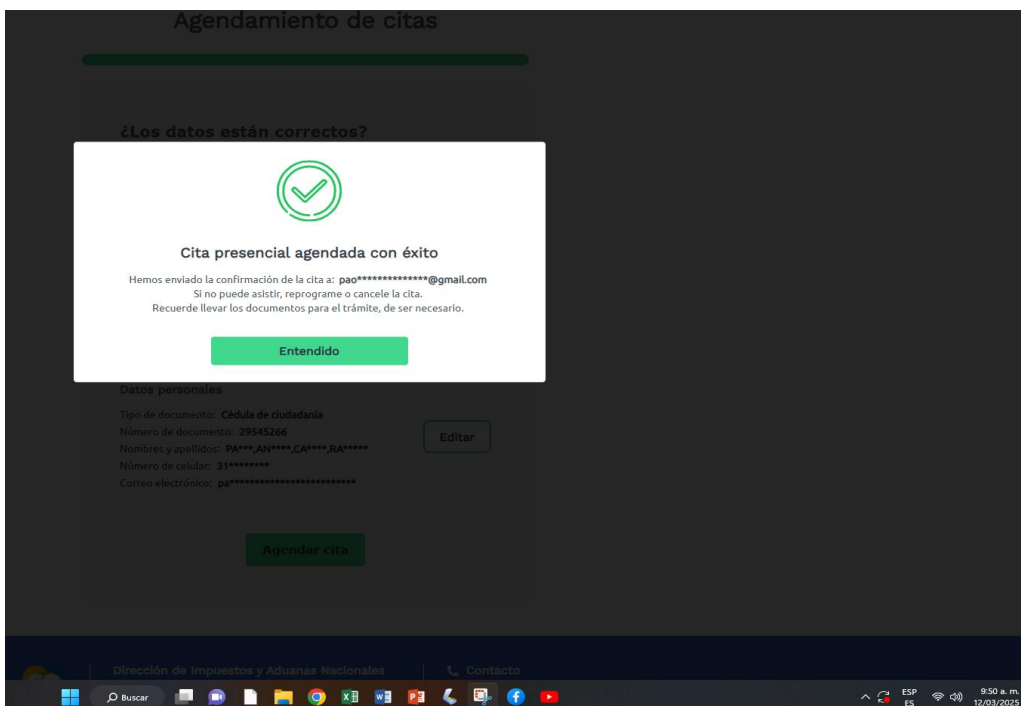 Agendamiento de citas
¿Los datos están correctos?
Cita presencial agendada con éxito
Hemos enviado la confirmación de la cita a: pao**************@gmail.com
Si no puede asistir, reprograme o cancele la cita.
Recuerde llevar los documentos para el trámite, de ser necesario.
Entendido
Datos personales
Tipo de documento: Cédula de ciudadanía
Número de documento: 29545266
Nombres y apellidos: PA***,AN****,CA****,RA*****
Número de celular: 31********
Correo electrónico: pa*************************
Editar
Agendar cita
Dirección de Impuestos y Aduanas Nacionales
Contacto
Buscar
ESP
ES
9:50 a. m.
12/03/2025